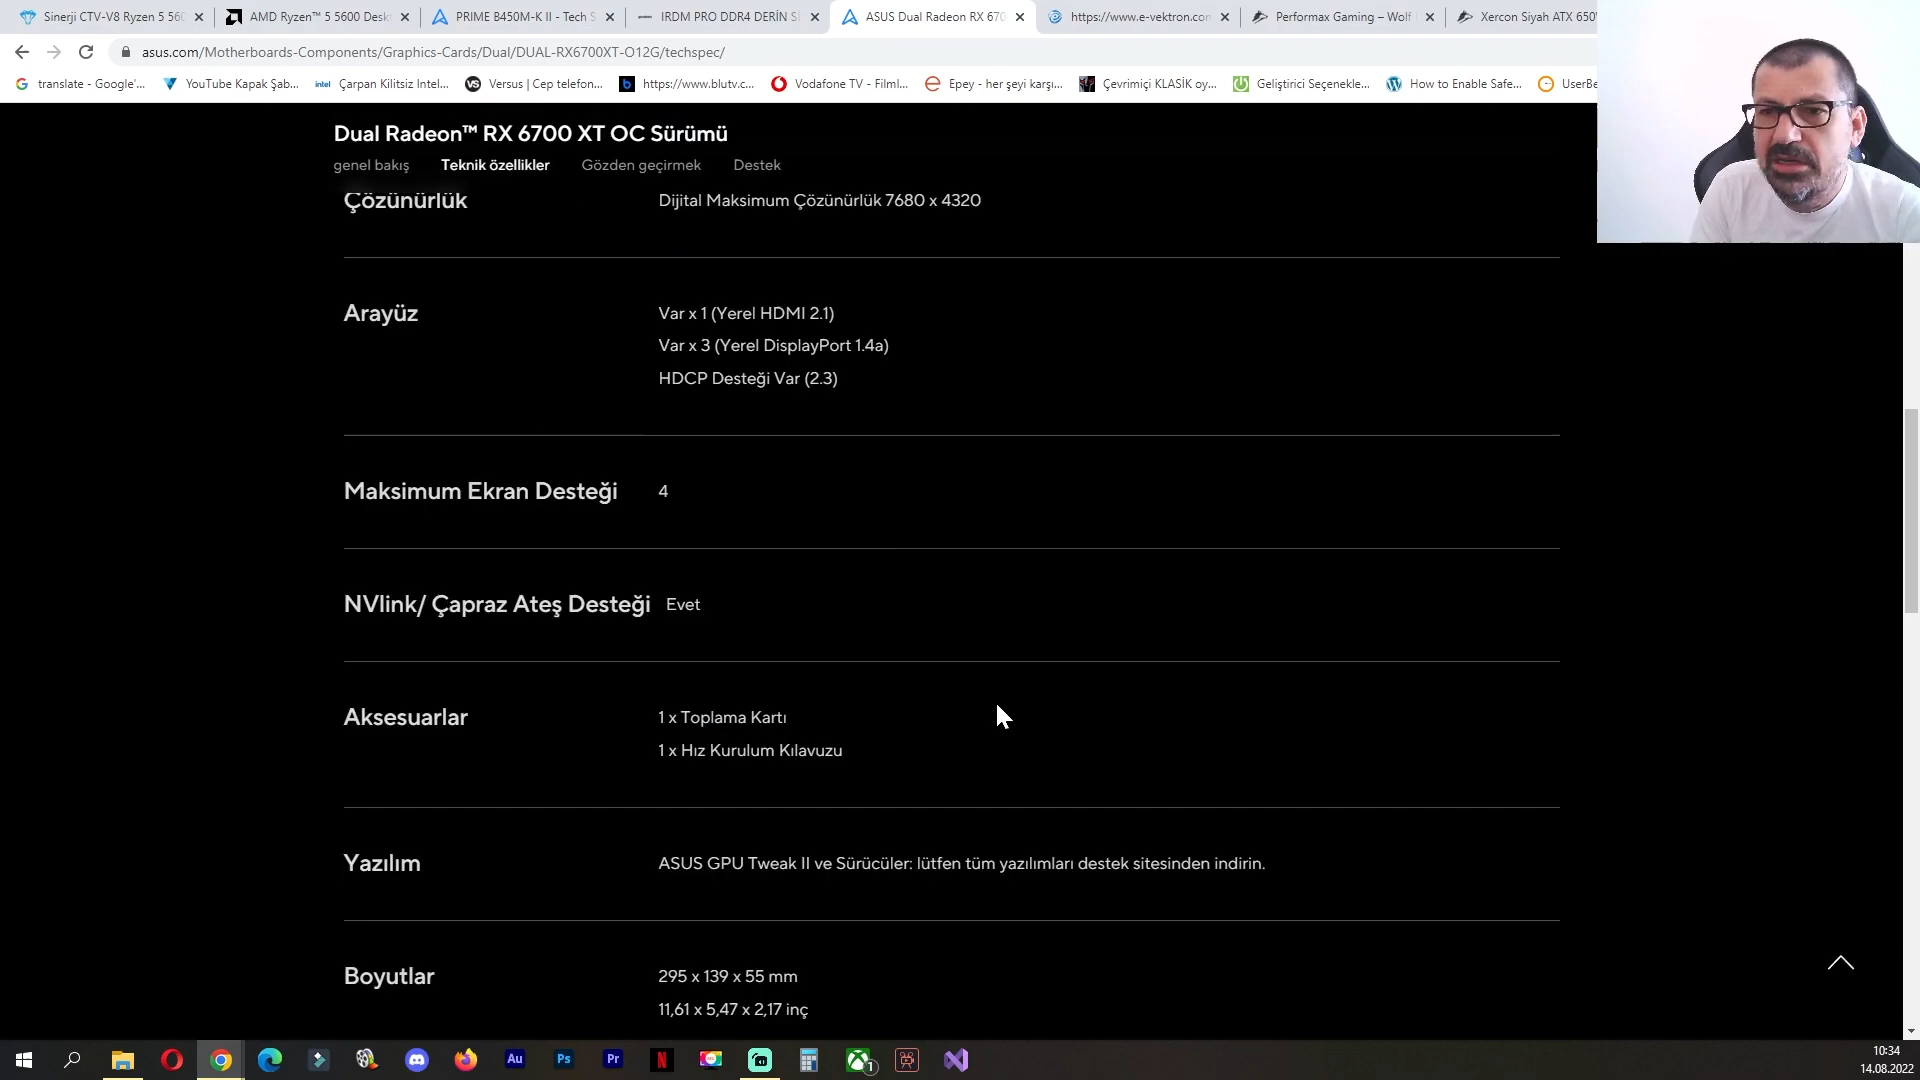 Sinerji CTV-V8 Ryzen 5 560
AMD Ryzen™ 5 5600 Desk
PRIME B450M-K II - Tech S
IRDM PRO DDR4 DERİN S
ASUS Dual Radeon RX 670
https://www.e-vektron.con
Performax Gaming – Wolf
Xercon Siyah ATX 650
asus.com/Motherboards-Components/Graphics-Cards/Dual/DUAL-RX6700XT-O12G/techspec/
translate - Google'...
YouTube Kapak Şab...
intel
Çarpan Kilitsiz Intel...
VS
Versus | Cep telefon...
b
https://www.blutv.c...
Vodafone TV - Filml...
Epey - her şeyi karşı...
Çevrimiçi KLASİK oy...
Geliştirici Seçenekle...
How to Enable Safe...
UserBe
Dual Radeon™ RX 6700 XT OC Sürümü
genel bakış
Teknik özellikler
Gözden geçirmek
Destek
Çözünürlük
Dijital Maksimum Çözünürlük 7680 x 4320
Arayüz
Var x 1 (Yerel HDMI 2.1)
Var x 3 (Yerel DisplayPort 1.4a)
HDCP Desteği Var (2.3)
Maksimum Ekran Desteği
4
NVlink/ Çapraz Ateş Desteği
Evet
Aksesuarlar
1 x Toplama Kartı
1 x Hız Kurulum Kılavuzu
Yazılım
ASUS GPU Tweak II ve Sürücüler: lütfen tüm yazılımları destek sitesinden indirin.
Boyutlar
295 x 139 x 55 mm
11,61 x 5,47 x 2,17 inç
Au
Ps
Pr
N
1
10:34
14.08.2022